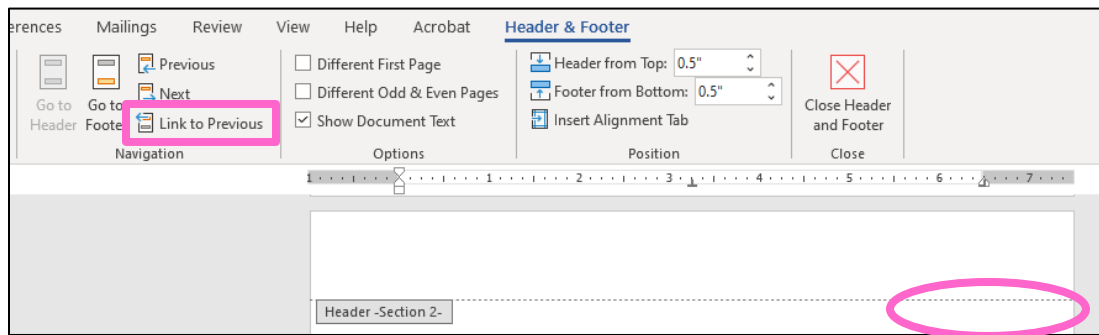 erences Mailings Review View Help Acrobat Header & Footer
Previous Different First Page Header from Top: 0.5"
Next Different Odd & Even Pages Footer from Bottom: 0.5"
Go to Header Go to Foote Link to Previous Show Document Text Insert Alignment Tab Close Header and Footer
Navigation Options Position Close
1 1 2 3 4 5 6 7
Header -Section 2-